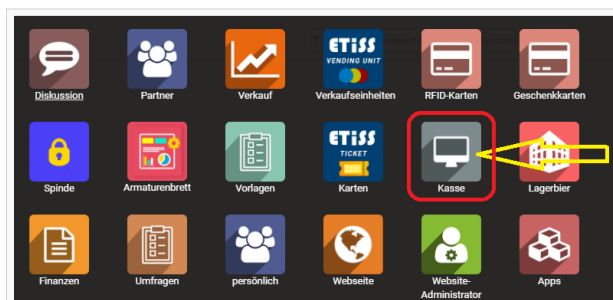 ETiSS
VENDING UNIT
Diskussion Partner Verkauf Verkaufseinheiten RFID-Karten Geschenkkarten
ETiSS
TICKET
Spinde Armaturenbrett Vorlagen Karten Kasse Lagerbier
Finanzen Umfragen persönlich Webseite Website-
Administrator Apps